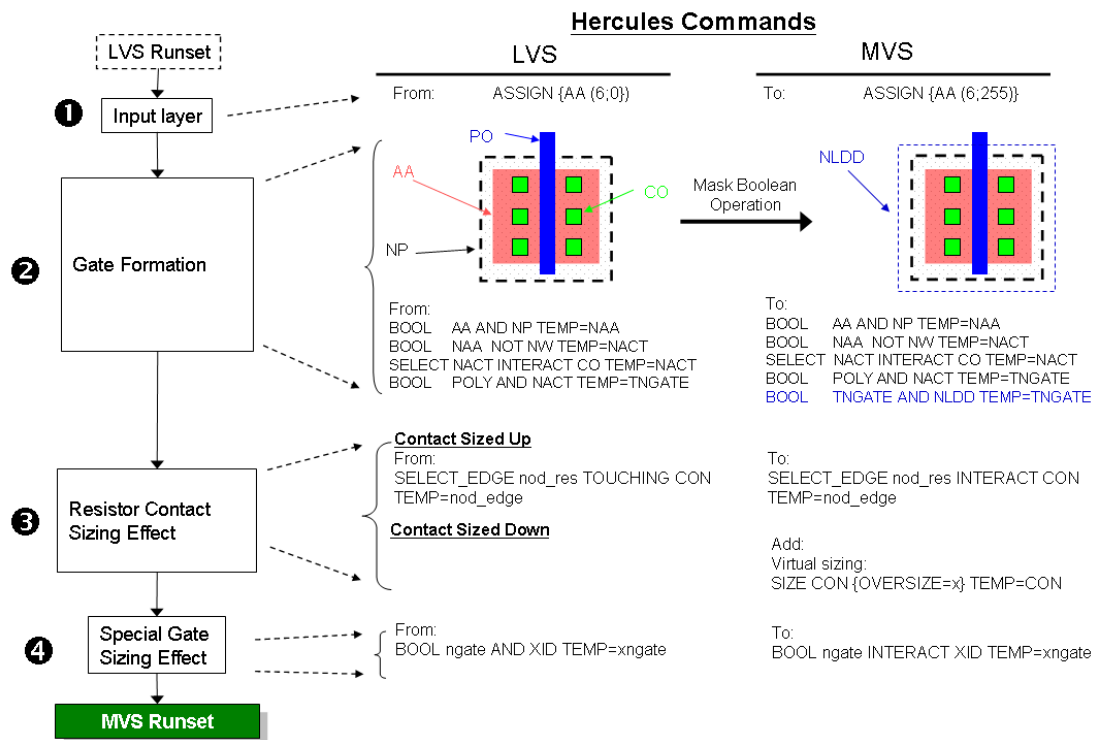 Hercules Commands
LVS
MVS
LVS Runset
❶
Input layer
From: ASSIGN {AA (6;0})
To: ASSIGN {AA (6;255)}
❷
Gate Formation
PO
AA
CO
NP
Mask Boolean
Operation
NLDD
From:
BOOL AA AND NP TEMP=NAA
BOOL NAA NOT NW TEMP=NACT
SELECT NACT INTERACT CO TEMP=NACT
BOOL POLY AND NACT TEMP=TNGATE
To:
BOOL AA AND NP TEMP=NAA
BOOL NAA NOT NW TEMP=NACT
SELECT NACT INTERACT CO TEMP=NACT
BOOL POLY AND NACT TEMP=TNGATE
BOOL TNGATE AND NLDD TEMP=TNGATE
❸
Resistor Contact
Sizing Effect
Contact Sized Up
From:
SELECT_EDGE nod_res TOUCHING CON
TEMP=nod_edge
Contact Sized Down
To:
SELECT_EDGE nod_res INTERACT CON
TEMP=nod_edge
Add:
Virtual sizing:
SIZE CON {OVERSIZE=x} TEMP=CON
❹
Special Gate
Sizing Effect
From:
BOOL ngate AND XID TEMP=xngate
To:
BOOL ngate INTERACT XID TEMP=xngate
MVS Runset